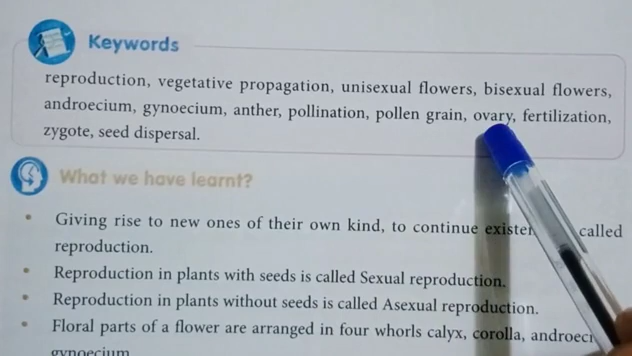 Keywords
reproduction, vegetative propagation, unisexual flowers, bisexual flowers,
androecium, gynoecium, anther, pollination, pollen grain, ovary, fertilization,
zygote, seed dispersal.
What we have learnt?
• Giving rise to new ones of their own kind, to continue called
reproduction.
• Reproduction in plants with seeds is called Sexual reproduction.
• Reproduction in plants without seeds is called Asexual reproduction.
• Floral parts of a flower are arranged in four whorls calyx, corolla,
gynoecium